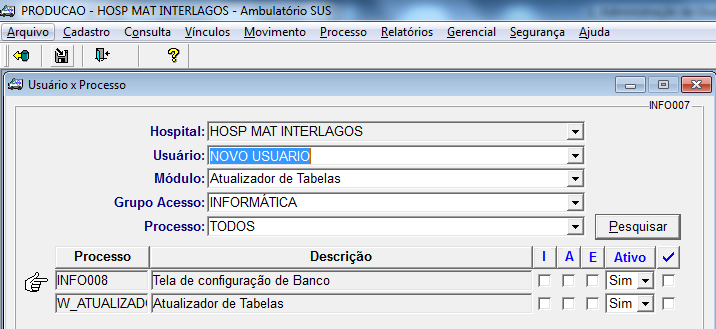 PRODUCAO - HOSP MAT INTERLAGOS - Ambulatório SUS
Arquivo Cadastro Consulta Vínculos Movimento Processo Relatórios Gerencial Segurança Ajuda
Usuário x Processo
INFO007
Hospital: HOSP MAT INTERLAGOS
Usuário: NOVO USUARIO
Módulo: Atualizador de Tabelas
Grupo Acesso: INFORMÁTICA
Processo: TODOS Pesquisar
Processo Descrição I A E Ativo
INFO008 Tela de configuração de Banco Sim
W_ATUALIZADO Atualizador de Tabelas Sim